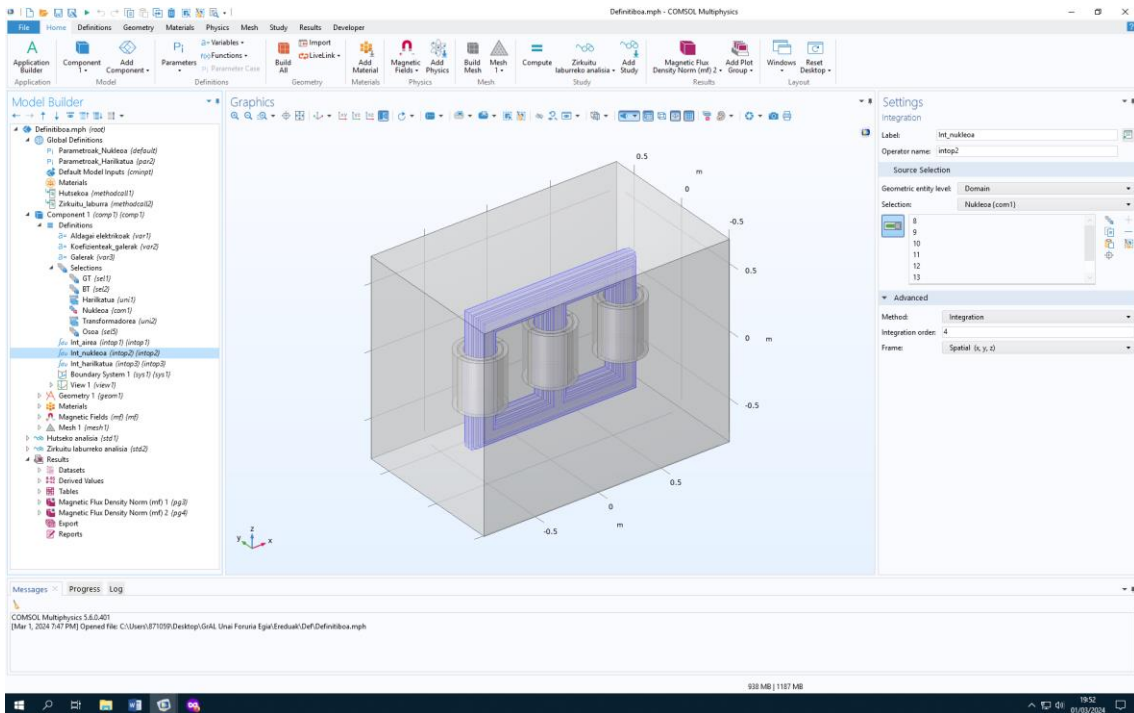 Definitiboa.mph - COMSOL Multiphysics
File Home Definitions Geometry Materials Physics Mesh Study Results Developer
Application Builder
Component 1
Add Component
Model
Parameters
a= Variables
f(x) Functions
Pi Parameter Case
Definitions
Build All
Import
LiveLink
Geometry
Add Material
Materials
Magnetic Fields
Add Physics
Physics
Build Mesh
Mesh 1
Mesh
Compute
Zirkuitu laburreko analisia
Add Study
Study
Magnetic Flux Density Norm (mf) 2
Add Plot Group
Results
Windows
Reset Desktop
Layout
Model Builder
Definitiboa.mph (root)
Global Definitions
Pi Parametroak_Nukleoa (default)
Pi Parametroak_Harilkatua (par2)
Default Model Inputs (cminpt)
Materials
Hutsekoa (methodcall1)
Zirkuitu_laburra (methodcall2)
Component 1 (comp1) (comp1)
Definitions
a= Aldagai elektrikoak (var1)
a= Koefizienteak_galerak (var2)
a= Galerak (var3)
Selections
GT (sel1)
BT (sel2)
Harilkatua (uni1)
Nukleoa (com1)
Transformadorea (uni2)
Osoa (sel5)
Int_airea (intop1) (intop1)
Int_nukleoa (intop2) (intop2)
Int_harilkatua (intop3) (intop3)
Boundary System 1 (sys1) (sys1)
View 1 (view1)
Geometry 1 (geom1)
Materials
Magnetic Fields (mf) (mf)
Mesh 1 (mesh1)
Hutseko analisia (std1)
Zirkuitu laburreko analisia (std2)
Results
Datasets
Derived Values
Tables
Magnetic Flux Density Norm (mf) 1 (pg3)
Magnetic Flux Density Norm (mf) 2 (pg4)
Export
Reports
Graphics
0.5
m
0
-0.5
0.5
0
m
-0.5
0.5
0
m
-0.5
z
y
x
Settings
Integration
Label: Int_nukleoa
Operator name: intop2
Source Selection
Geometric entity level: Domain
Selection: Nukleoa (com1)
8
9
10
11
12
13
Advanced
Method: Integration
Integration order: 4
Frame: Spatial (x, y, z)
Messages Progress Log
COMSOL Multiphysics 5.6.0.401
[Mar 1, 2024 7:47 PM] Opened file: C:\Users\871059\Desktop\GrAL Unai Foruria Egia\Ereduak\Def\Definitiboa.mph
938 MB | 1187 MB
19:52
01/03/2024